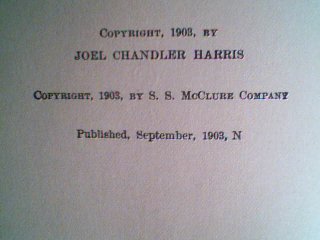 COPYRIGHT, 1903, BY
JOEL CHANDLER HARRIS
COPYRIGHT, 1903, BY S. S. MCCLURE COMPANY
Published, September, 1903, N